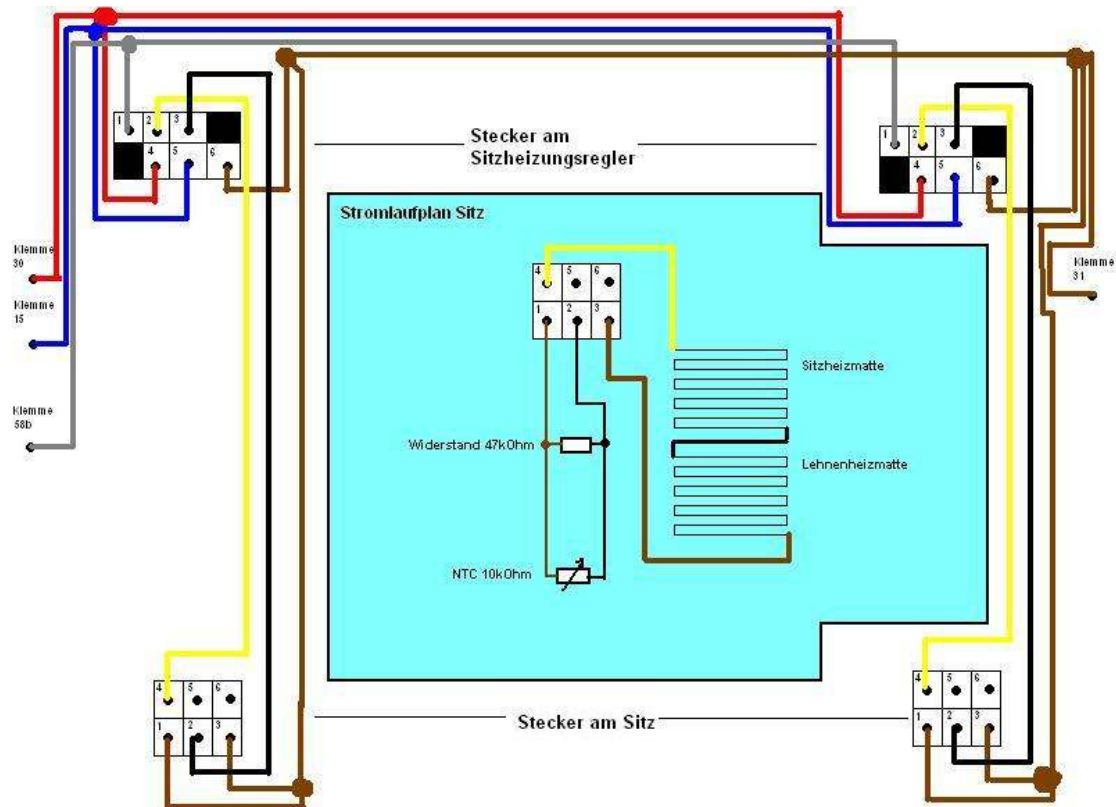 1 2 3
4 5 6
Stecker am
Sitzheizungsregler
1 2 3
4 5 6
Stromlaufplan Sitz
Klemme
30
Klemme
15
Klemme
58b
Klemme
31
4 5 6
1 2 3
Sitzheizmatte
Widerstand 47kOhm
Lehnenheizmatte
NTC 10kOhm
4 5 6
1 2 3
Stecker am Sitz
4 5 6
1 2 3